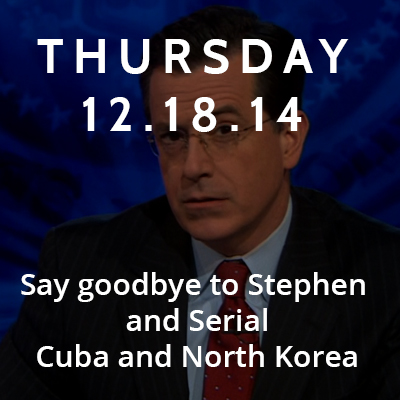 THURSDAY
12.18.14
Say goodbye to Stephen
and Serial
Cuba and North Korea